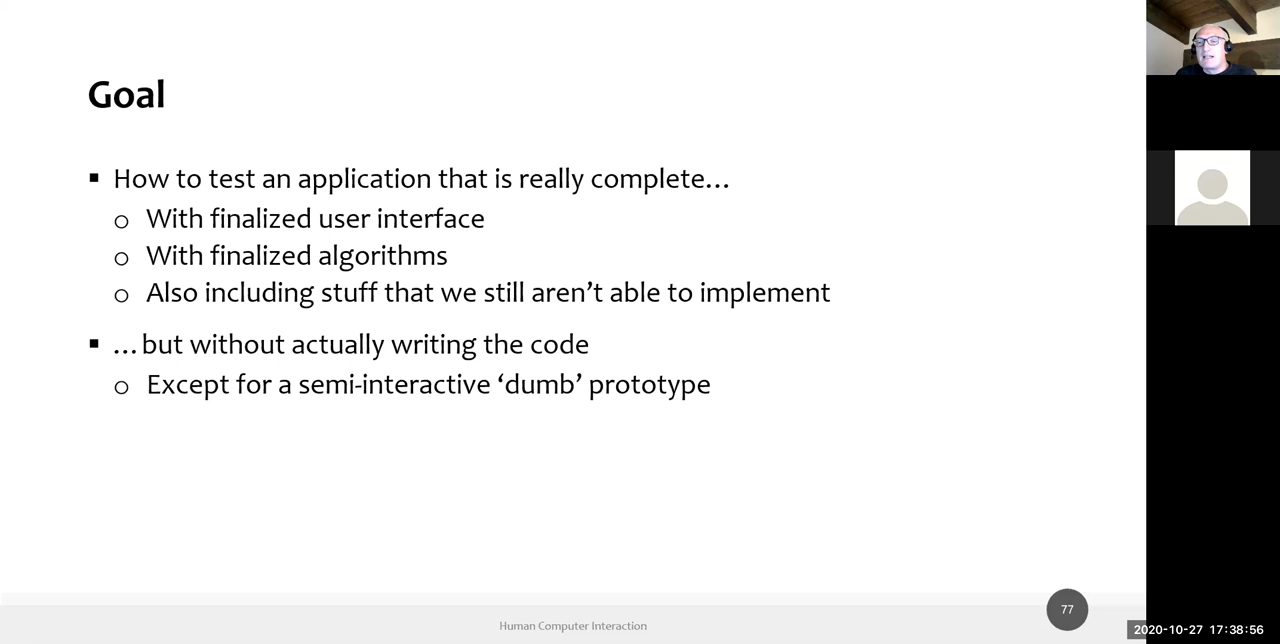 Goal
▪ How to test an application that is really complete…
o With finalized user interface
o With finalized algorithms
o Also including stuff that we still aren’t able to implement
▪ …but without actually writing the code
o Except for a semi-interactive ‘dumb’ prototype
Human Computer Interaction
77
2020-10-27 17:38:56